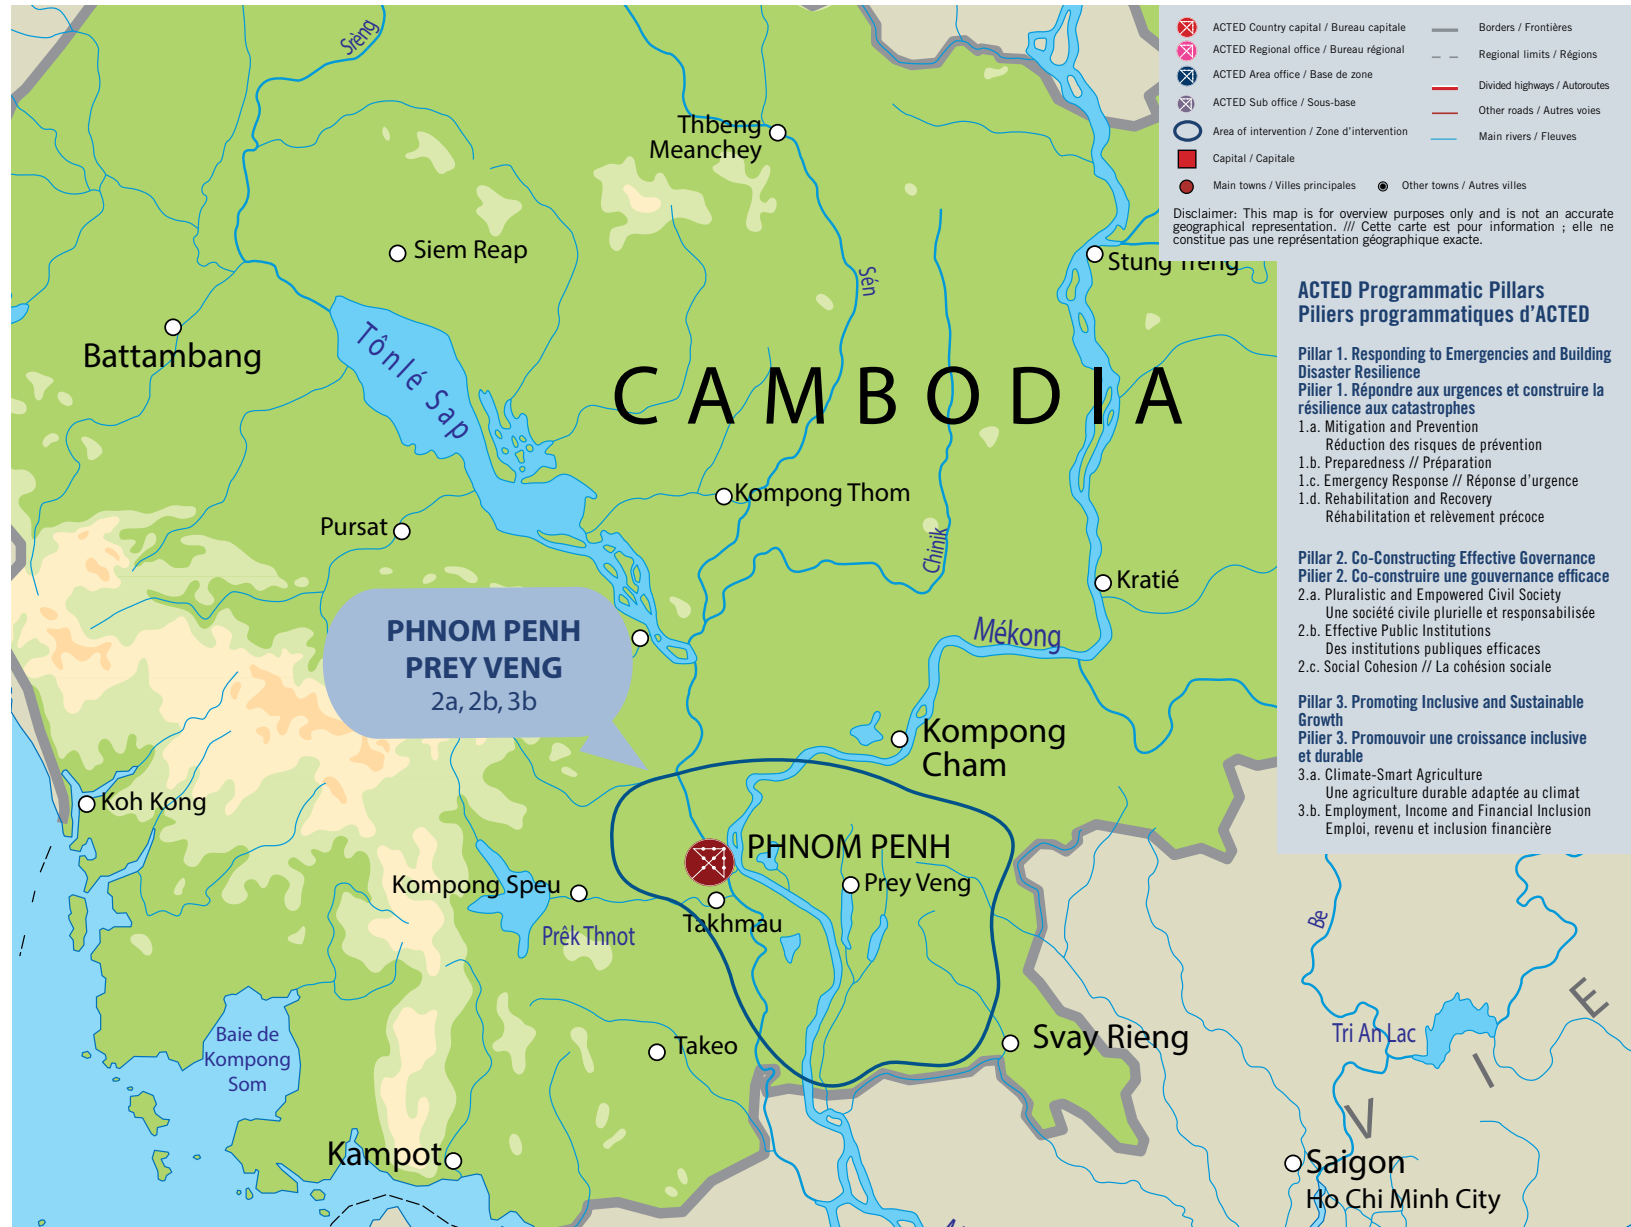 Srèng
Thbeng
Meanchey
Siem Reap
Sén
Stung Treng
Battambang
Tônlé Sap
CAMBODIA
Kompong Thom
Pursat
Chinik
Kratié
Mékong
PHNOM PENH
PREY VENG
2a, 2b, 3b
Kompong
Cham
Koh Kong
PHNOM PENH
Kompong Speu
Prey Veng
Takhmau
Prêk Thnot
Baie de
Kompong
Som
Takeo
Svay Rieng
Kampot
Be
Tri An Lac
V I E
Saigon
Ho Chi Minh City
ACTED Country capital / Bureau capitale
ACTED Regional office / Bureau régional
ACTED Area office / Base de zone
ACTED Sub office / Sous-base
Area of intervention / Zone d'intervention
Capital / Capitale
Main towns / Villes principales
Other towns / Autres villes
Borders / Frontières
Regional limits / Régions
Divided highways / Autoroutes
Other roads / Autres voies
Main rivers / Fleuves
Disclaimer: This map is for overview purposes only and is not an accurate
geographical representation. /// Cette carte est pour information ; elle ne
constitue pas une représentation géographique exacte.
ACTED Programmatic Pillars
Piliers programmatiques d'ACTED
Pillar 1. Responding to Emergencies and Building
Disaster Resilience
Pilier 1. Répondre aux urgences et construire la
résilience aux catastrophes
1.a. Mitigation and Prevention
Réduction des risques de prévention
1.b. Preparedness // Préparation
1.c. Emergency Response // Réponse d'urgence
1.d. Rehabilitation and Recovery
Réhabilitation et relèvement précoce
Pillar 2. Co-Constructing Effective Governance
Pilier 2. Co-construire une gouvernance efficace
2.a. Pluralistic and Empowered Civil Society
Une société civile plurielle et responsabilisée
2.b. Effective Public Institutions
Des institutions publiques efficaces
2.c. Social Cohesion // La cohésion sociale
Pillar 3. Promoting Inclusive and Sustainable
Growth
Pilier 3. Promouvoir une croissance inclusive
et durable
3.a. Climate-Smart Agriculture
Une agriculture durable adaptée au climat
3.b. Employment, Income and Financial Inclusion
Emploi, revenu et inclusion financière